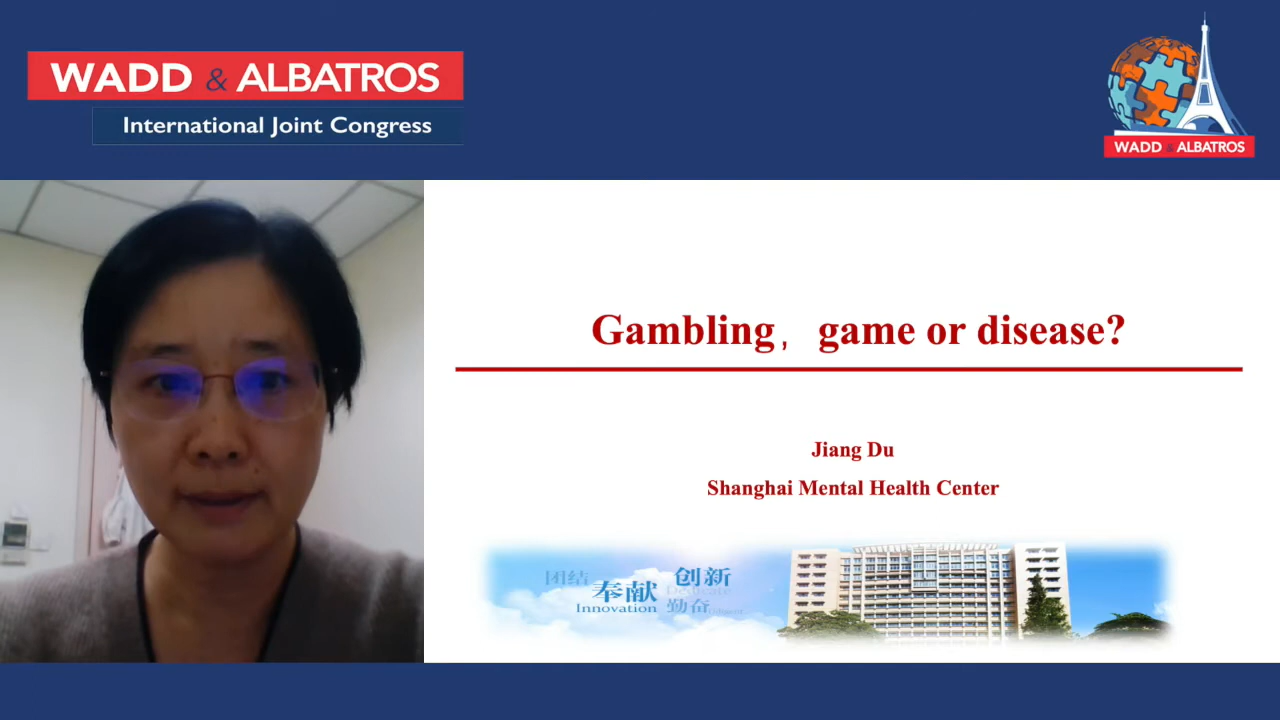 WADD & ALBATROS
International Joint Congress
WADD & ALBATROS
Gambling，game or disease?
Jiang Du
Shanghai Mental Health Center
团结
奉献
创新
Dedicate
Innovation
勤奋